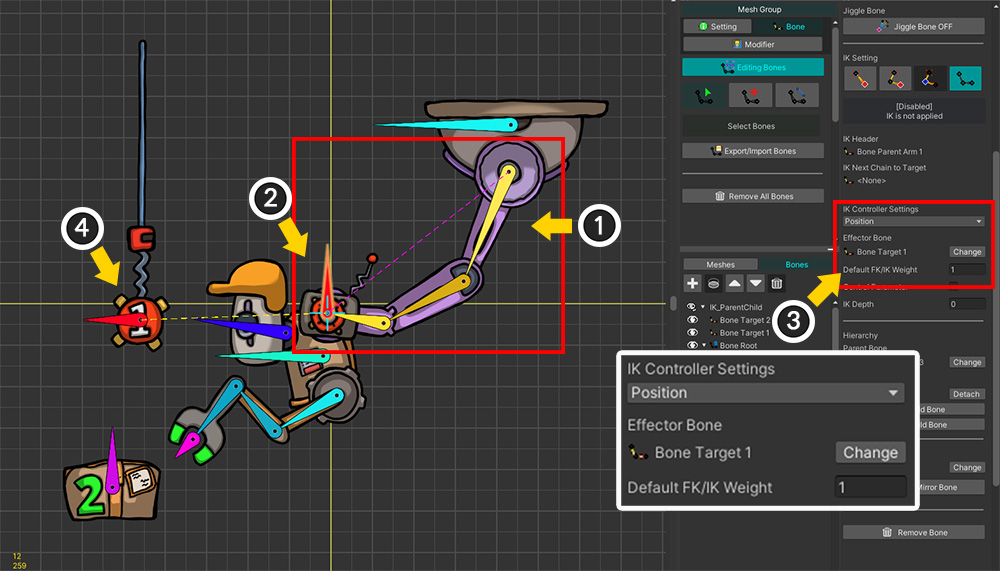 Mesh Group
Setting
Bone
Modifier
Editing Bones
Select Bones
Export/Import Bones
Remove All Bones
Meshes
Bones
IK_ParentChild
Bone Target 2
Bone Target 1
Bone Root
Jiggle Bone
Jiggle Bone OFF
IK Setting
[Disabled]
IK is not applied
IK Header
Bone Parent Arm 1
IK Next Chain to Target
<None>
IK Controller Settings
Position
Effector Bone
Bone Target 1
Change
Default FK/IK Weight
1
IK Depth
0
Hierarchy
Parent Bone
3
Change
Detach
Bone
ld Bone
Change
Mirror Bone
Remove Bone
IK Controller Settings
Position
Effector Bone
Bone Target 1
Change
Default FK/IK Weight
1
1
2
3
4
1
2
12
259